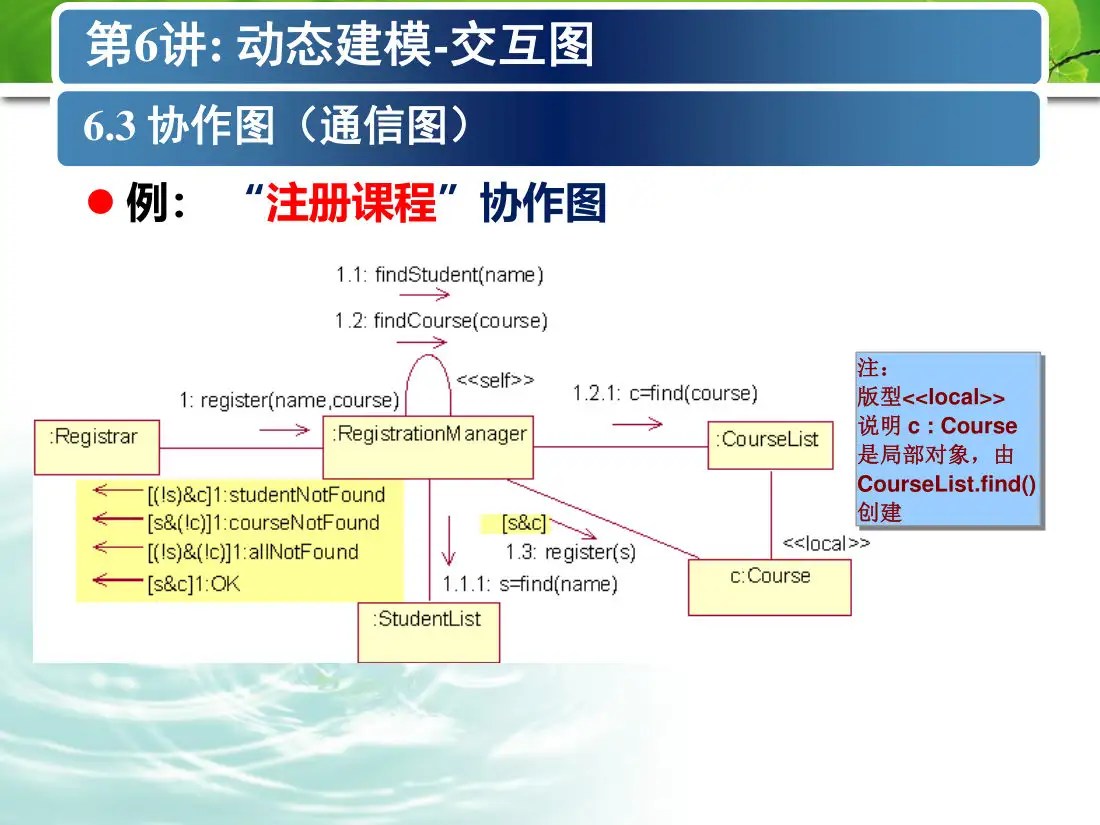 第6讲: 动态建模-交互图
6.3 协作图（通信图）
例： “注册课程”协作图
1.1: findStudent(name)
1.2: findCourse(course)
<<self>>
1: register(name,course)
1.2.1: c=find(course)
:Registrar
:RegistrationManager
:CourseList
[(!s)&c]1:studentNotFound
[s&(!c)]1:courseNotFound
[(!s)&(!c)]1:allNotFound
[s&c]1:OK
[s&c]
1.3: register(s)
1.1.1: s=find(name)
<<local>>
c:Course
:StudentList
注：
版型<<local>>
说明 c : Course
是局部对象，由
CourseList.find()
创建